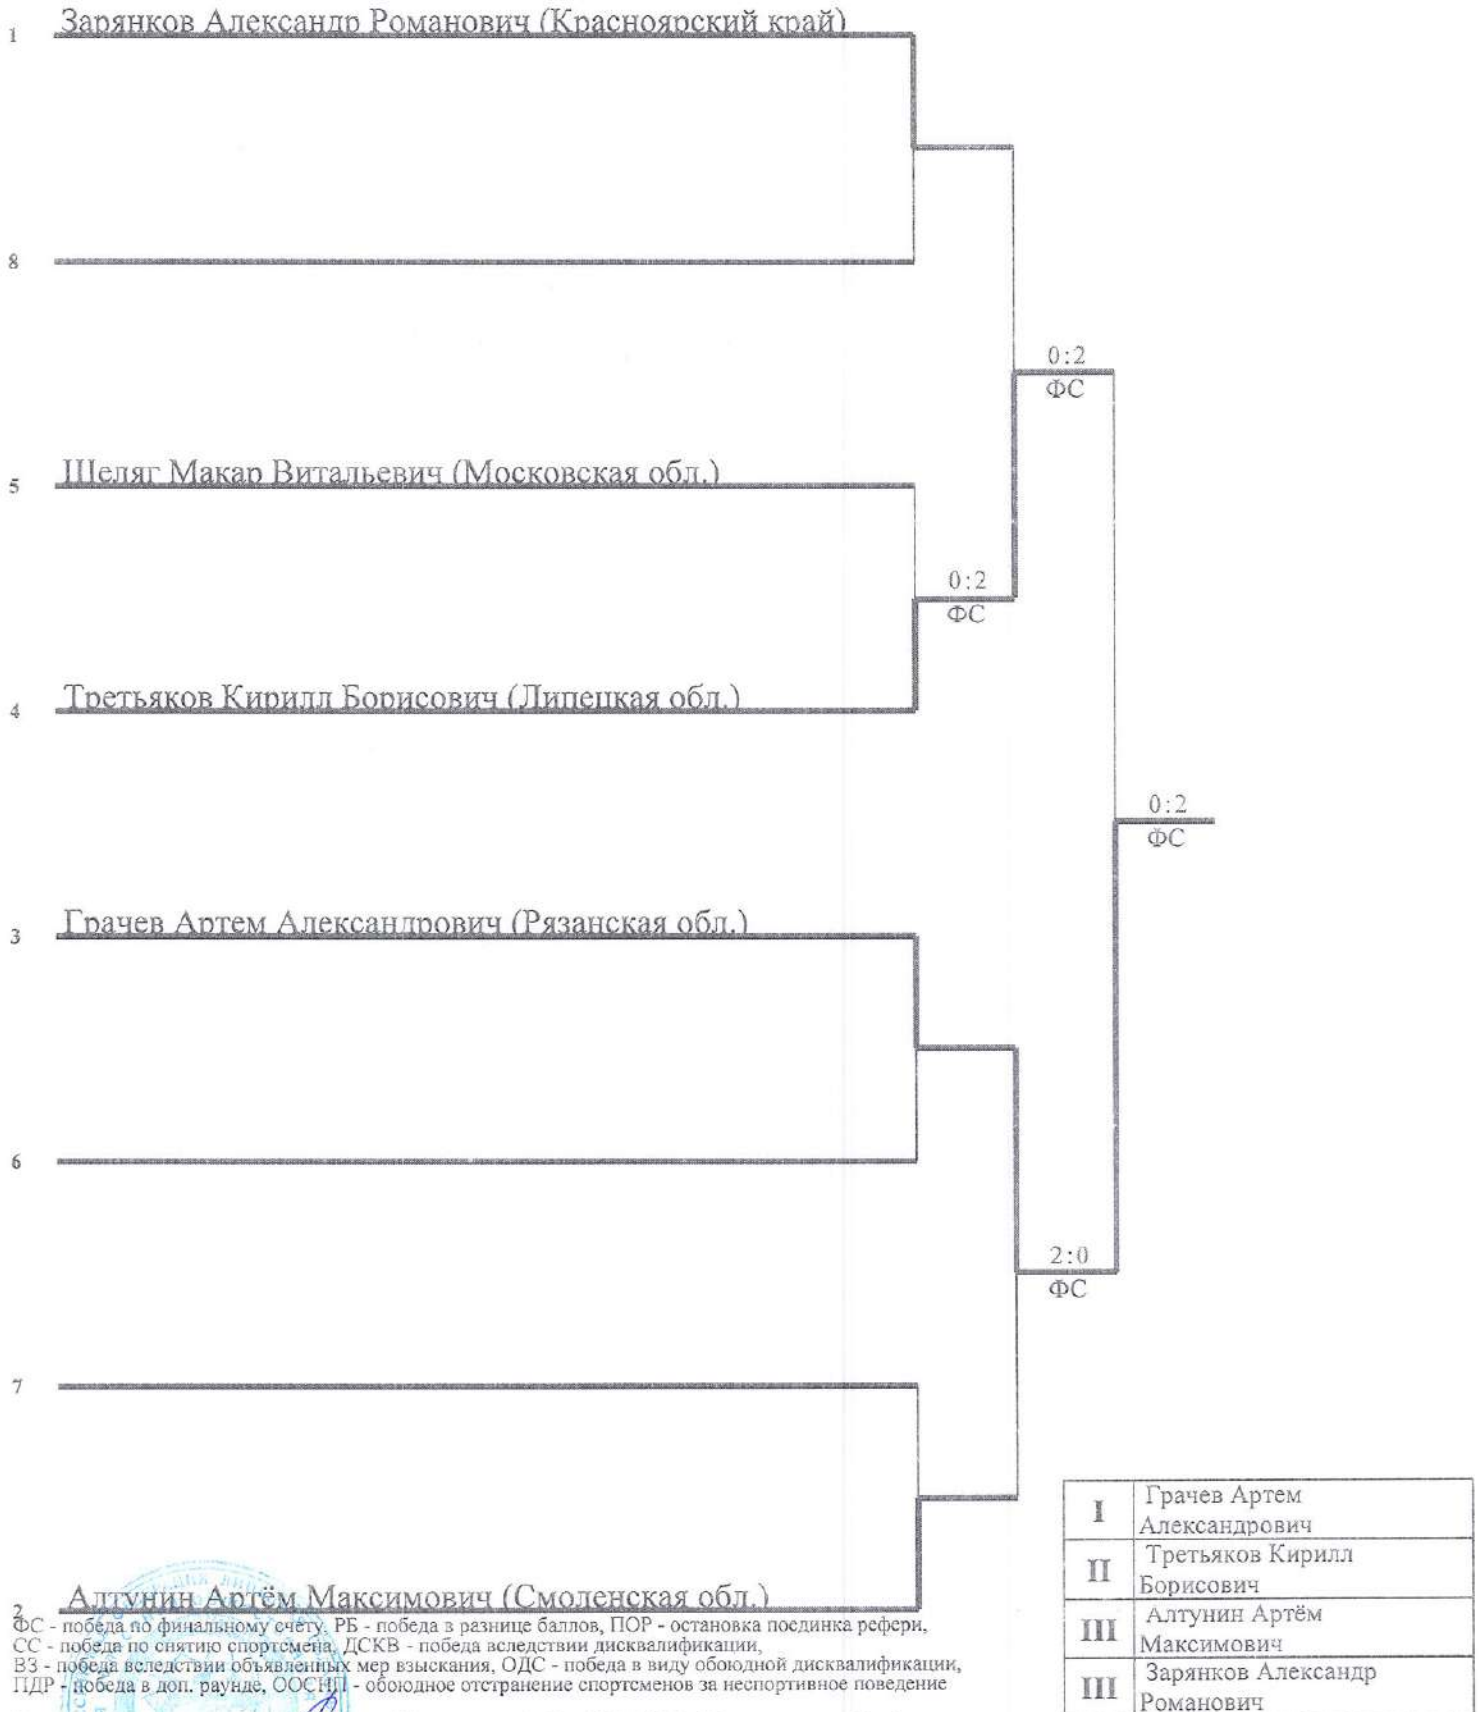 1 Зарянков Александр Романович (Красноярский край)
8
0:2
ФС
5 Шеляг Макар Витальевич (Московская обл.)
0:2
ФС
4 Третьяков Кирилл Борисович (Липецкая обл.)
0:2
ФС
3 Грачев Артем Александрович (Рязанская обл.)
6
2:0
ФС
7
2 Алтунин Артём Максимович (Смоленская обл.)
ФС - победа по финальному счёту, РБ - победа в разнице баллов, ПОР - остановка поединка рефери,
СС - победа по снятию спортсмена, ДСКВ - победа вследствии дисквалификации,
ВЗ - победа вследствии объявленных мер взыскания, ОДС - победа в виду обоюдной дисквалификации,
ПДР - победа в доп. раунде, ООСНП - обоюдное отстранение спортсменов за неспортивное поведение
I Грачев Артем
Александрович
II Третьяков Кирилл
Борисович
III Алтунин Артём
Максимович
III Зарянков Александр
Романович